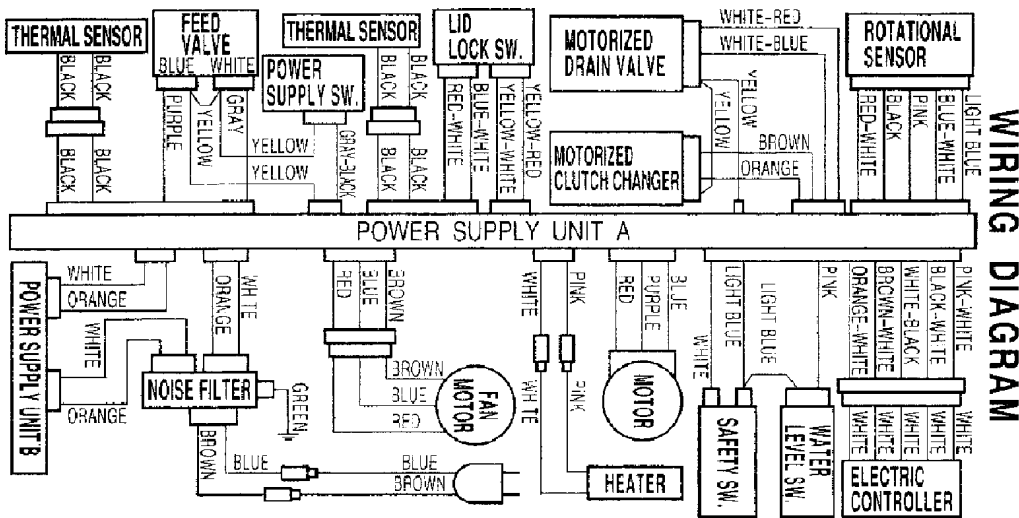 THERMAL SENSOR
BLACK
BLACK
BLACK
BLACK
FEED
VALVE
BLUE WHITE
PURPLE
YELLOW
GRAY
POWER
SUPPLY SW.
YELLOW
YELLOW
GRAY-BLACK
THERMAL SENSOR
BLACK
BLACK
BLACK
BLACK
LID
LOCK SW.
RED-WHITE
BLUE-WHITE
YELLOW-WHITE
YELLOW-RED
MOTORIZED
DRAIN VALVE
WHITE-RED
WHITE-BLUE
YELLOW
YELLOW
MOTORIZED
CLUTCH CHANGER
BROWN
ORANGE
ROTATIONAL
SENSOR
RED-WHITE
BLACK
PINK
BLUE-WHITE
LIGHT BLUE
WIRING DIAGRAM
POWER SUPPLY UNIT A
POWER SUPPLY UNIT B
WHITE
ORANGE
WHITE
ORANGE
ORANGE
WHITE
NOISE FILTER
GREEN
BROWN
BLUE
BLUE
BROWN
RED
BLUE
BROWN
BROWN
BLUE
RED
FAN
MOTOR
WHITE
PINK
WHITE
PINK
HEATER
RED
PURPLE
BLUE
MOTOR
WHITE
LIGHT BLUE
LIGHT BLUE
PINK
SAFETY SW.
WATER
LEVEL SW.
ORANGE-WHITE
BROWN-WHITE
WHITE-BLACK
BLACK-WHITE
PINK-WHITE
WHITE
WHITE
WHITE
WHITE
WHITE
ELECTRIC
CONTROLLER